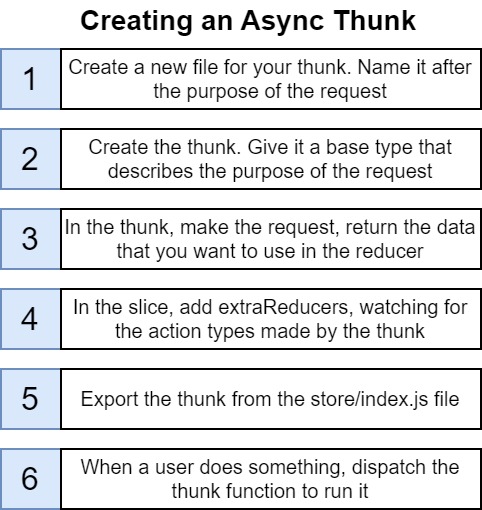 Creating an Async Thunk
1
Create a new file for your thunk. Name it after
the purpose of the request
2
Create the thunk. Give it a base type that
describes the purpose of the request
3
In the thunk, make the request, return the data
that you want to use in the reducer
4
In the slice, add extraReducers, watching for
the action types made by the thunk
5
Export the thunk from the store/index.js file
6
When a user does something, dispatch the
thunk function to run it